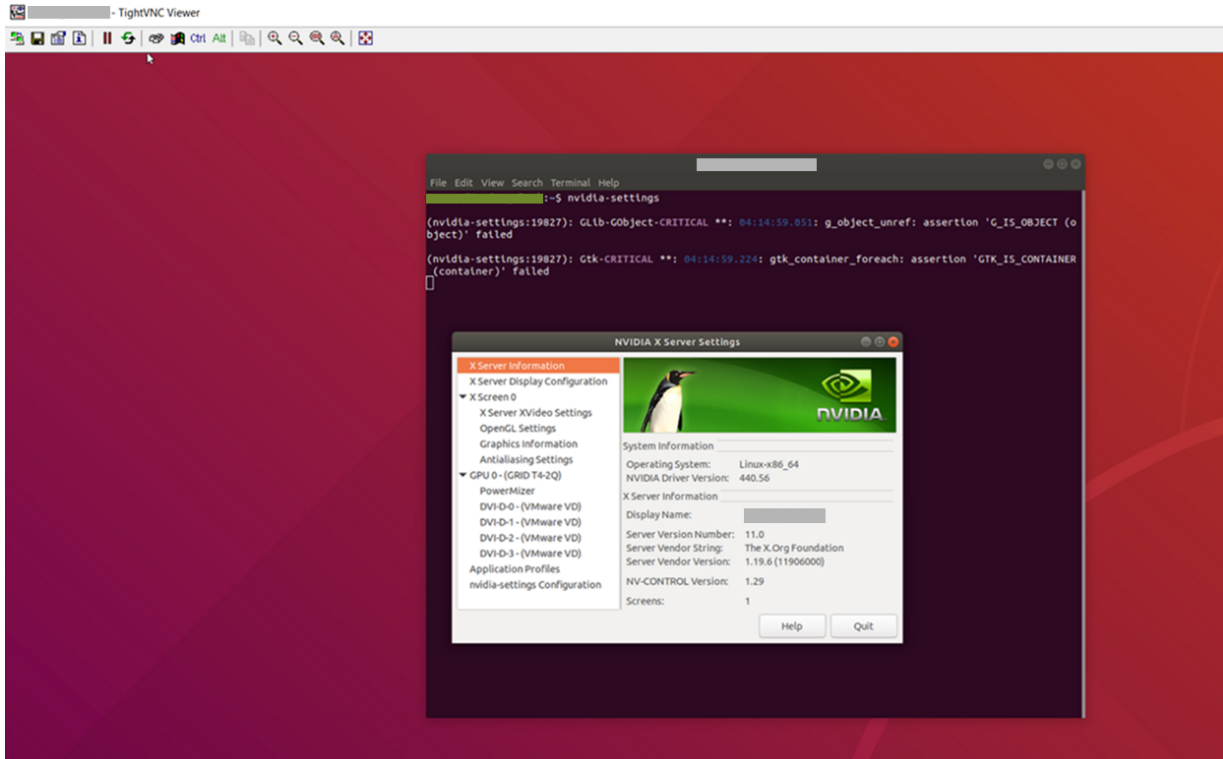 - TightVNC Viewer
Ctrl Alt
File Edit View Search Terminal Help
:~$ nvidia-settings
(nvidia-settings:19827): GLib-GObject-CRITICAL **: 04:14:59.051: g_object_unref: assertion 'G_IS_OBJECT (o
bject)' failed
(nvidia-settings:19827): Gtk-CRITICAL **: 04:14:59.224: gtk_container_foreach: assertion 'GTK_IS_CONTAINER
(container)' failed
NVIDIA X Server Settings
X Server Information
X Server Display Configuration
X Screen 0
X Server XVideo Settings
OpenGL Settings
Graphics Information
Antialiasing Settings
GPU 0 - (GRID T4-2Q)
PowerMizer
DVI-D-0 - (VMware VD)
DVI-D-1 - (VMware VD)
DVI-D-2 - (VMware VD)
DVI-D-3 - (VMware VD)
Application Profiles
nvidia-settings Configuration
NVIDIA
System Information
Operating System: Linux-x86_64
NVIDIA Driver Version: 440.56
X Server Information
Display Name:
Server Version Number: 11.0
Server Vendor String: The X.Org Foundation
Server Vendor Version: 1.19.6 (11906000)
NV-CONTROL Version: 1.29
Screens: 1
Help Quit